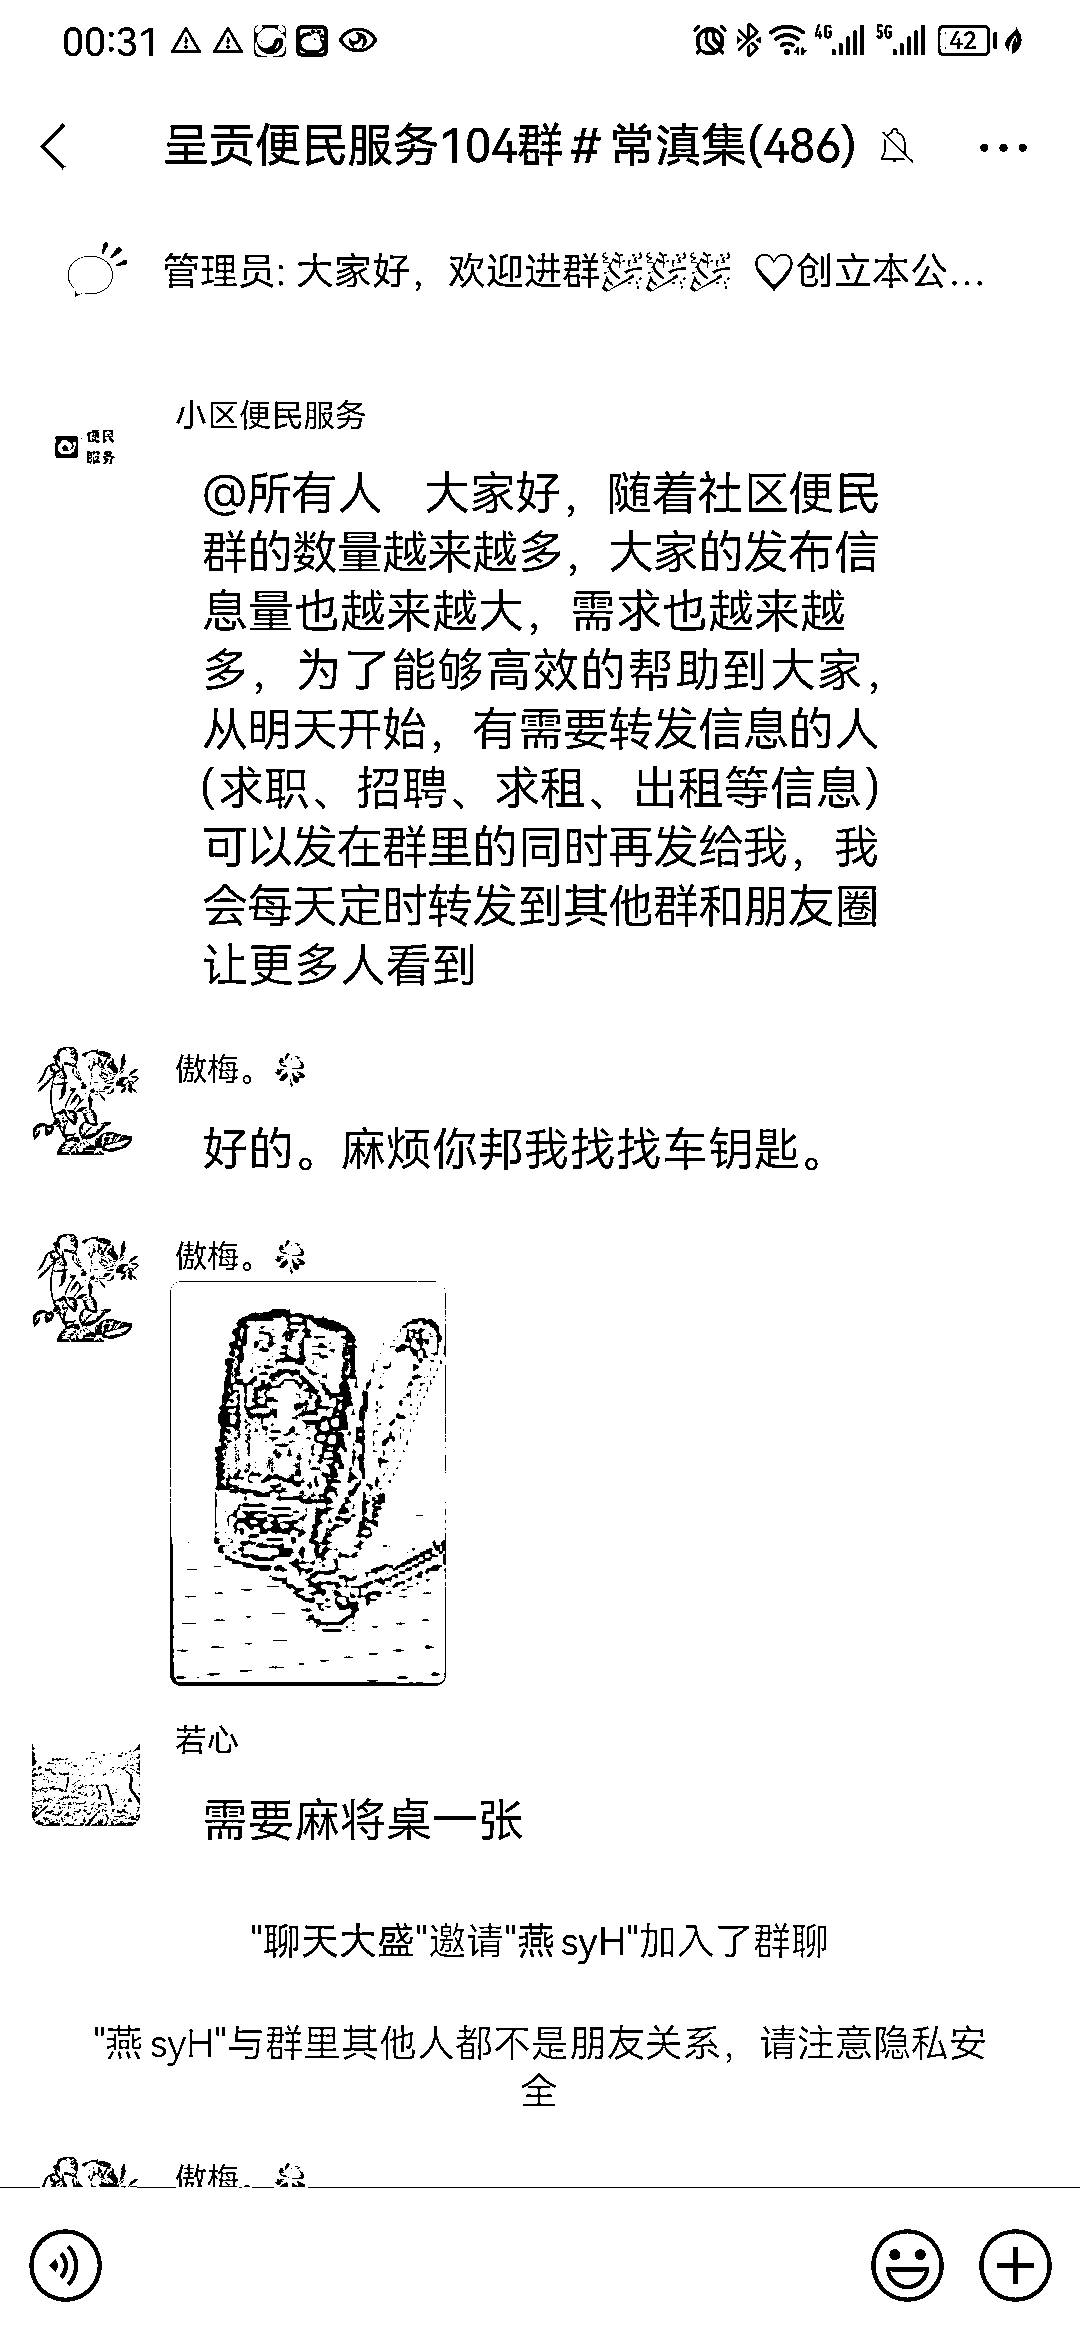 00:31 4G 5G 42
呈贡便民服务104群＃常滇集(486)
管理员: 大家好，欢迎进群🎉🎉🎉 ♡创立本公...
小区便民服务
便民
服务
@所有人 大家好，随着社区便民
群的数量越来越多，大家的发布信
息量也越来越大，需求也越来越
多，为了能够高效的帮助到大家，
从明天开始，有需要转发信息的人
(求职、招聘、求租、出租等信息)
可以发在群里的同时再发给我，我
会每天定时转发到其他群和朋友圈
让更多人看到
傲梅。
好的。麻烦你邦我找找车钥匙。
傲梅。
若心
需要麻将桌一张
"聊天大盛"邀请"燕 syH"加入了群聊
"燕 syH"与群里其他人都不是朋友关系，请注意隐私安
全
傲梅。